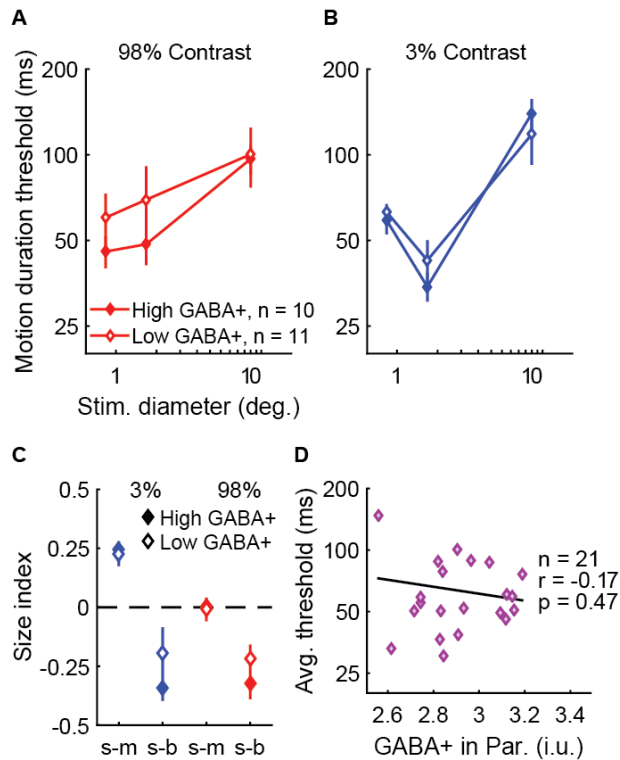 A
98% Contrast
Motion duration threshold (ms)
200
100
50
25
High GABA+, n = 10
Low GABA+, n = 11
1
10
Stim. diameter (deg.)
B
3% Contrast
200
100
50
25
1
10
C
Size index
0.5
0.25
0
-0.25
-0.5
3%
98%
High GABA+
Low GABA+
s-m
s-b
s-m
s-b
D
Avg. threshold (ms)
200
100
50
25
n = 21
r = -0.17
p = 0.47
2.6
2.8
3
3.2
3.4
GABA+ in Par. (i.u.)